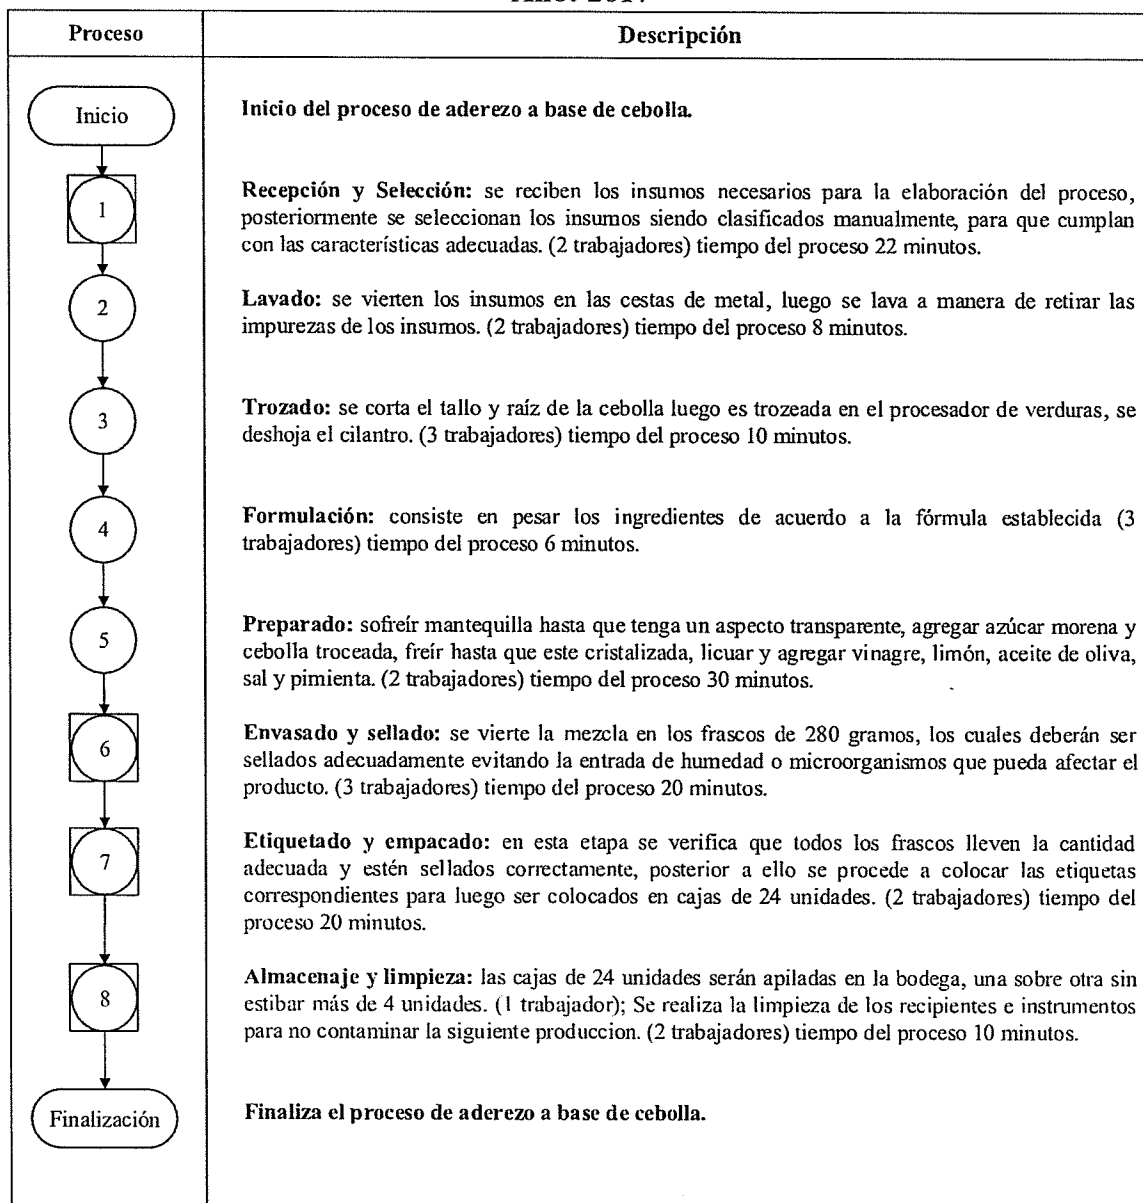 Proceso
Descripción
Inicio
Inicio del proceso de aderezo a base de cebolla.
1
Recepción y Selección: se reciben los insumos necesarios para la elaboración del proceso,
posteriormente se seleccionan los insumos siendo clasificados manualmente, para que cumplan
con las características adecuadas. (2 trabajadores) tiempo del proceso 22 minutos.
2
Lavado: se vierten los insumos en las cestas de metal, luego se lava a manera de retirar las
impurezas de los insumos. (2 trabajadores) tiempo del proceso 8 minutos.
3
Trozado: se corta el tallo y raíz de la cebolla luego es trozeada en el procesador de verduras, se
deshoja el cilantro. (3 trabajadores) tiempo del proceso 10 minutos.
4
Formulación: consiste en pesar los ingredientes de acuerdo a la fórmula establecida (3
trabajadores) tiempo del proceso 6 minutos.
5
Preparado: sofreír mantequilla hasta que tenga un aspecto transparente, agregar azúcar morena y
cebolla troceada, freír hasta que este cristalizada, licuar y agregar vinagre, limón, aceite de oliva,
sal y pimienta. (2 trabajadores) tiempo del proceso 30 minutos.
6
Envasado y sellado: se vierte la mezcla en los frascos de 280 gramos, los cuales deberán ser
sellados adecuadamente evitando la entrada de humedad o microorganismos que pueda afectar el
producto. (3 trabajadores) tiempo del proceso 20 minutos.
7
Etiquetado y empacado: en esta etapa se verifica que todos los frascos lleven la cantidad
adecuada y estén sellados correctamente, posterior a ello se procede a colocar las etiquetas
correspondientes para luego ser colocados en cajas de 24 unidades. (2 trabajadores) tiempo del
proceso 20 minutos.
8
Almacenaje y limpieza: las cajas de 24 unidades serán apiladas en la bodega, una sobre otra sin
estibar más de 4 unidades. (1 trabajador); Se realiza la limpieza de los recipientes e instrumentos
para no contaminar la siguiente produccion. (2 trabajadores) tiempo del proceso 10 minutos.
Finalización
Finaliza el proceso de aderezo a base de cebolla.